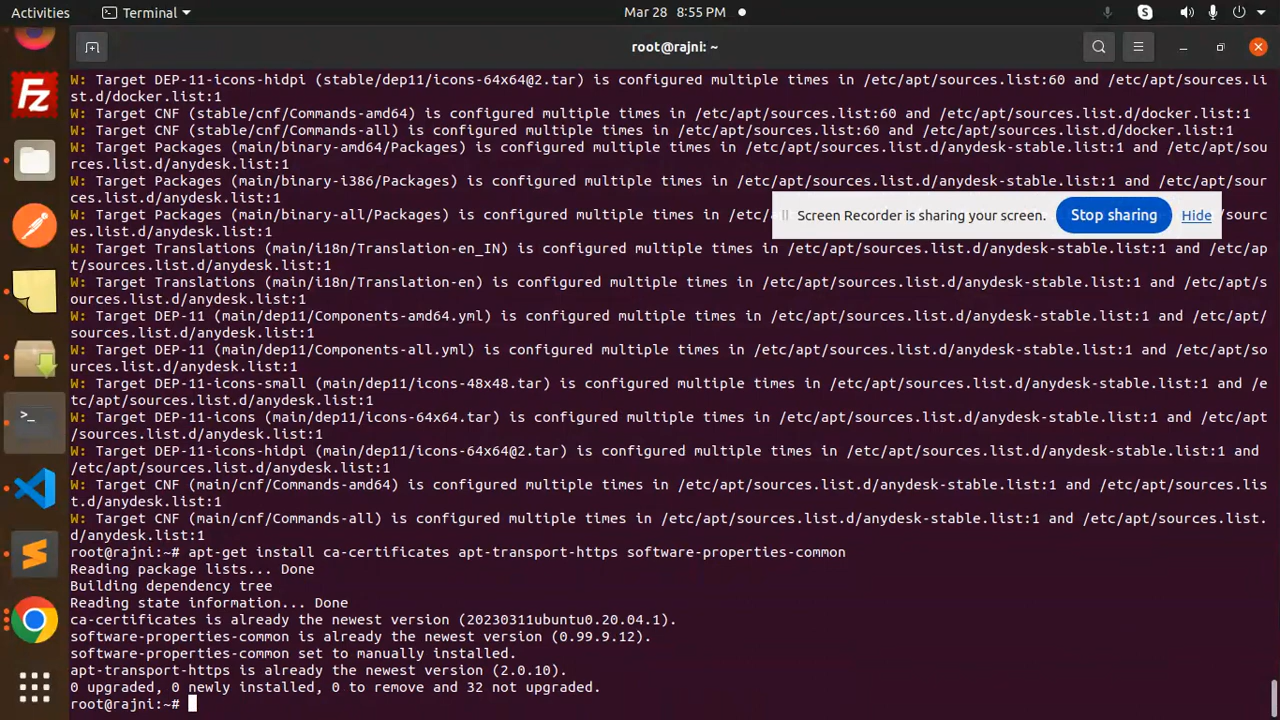 Activities Terminal Mar 28 8:55 PM
root@rajni: ~
W: Target DEP-11-icons-hidpi (stable/dep11/icons-64x64@2.tar) is configured multiple times in /etc/apt/sources.list:60 and /etc/apt/sources.li
st.d/docker.list:1
W: Target CNF (stable/cnf/Commands-amd64) is configured multiple times in /etc/apt/sources.list:60 and /etc/apt/sources.list.d/docker.list:1
W: Target CNF (stable/cnf/Commands-all) is configured multiple times in /etc/apt/sources.list:60 and /etc/apt/sources.list.d/docker.list:1
W: Target Packages (main/binary-amd64/Packages) is configured multiple times in /etc/apt/sources.list.d/anydesk-stable.list:1 and /etc/apt/sou
rces.list.d/anydesk.list:1
W: Target Packages (main/binary-i386/Packages) is configured multiple times in /etc/apt/sources.list.d/anydesk-stable.list:1 and /etc/apt/sour
ces.list.d/anydesk.list:1
Screen Recorder is sharing your screen. Stop sharing Hide
W: Target Packages (main/binary-all/Packages) is configured multiple times in /etc/ sourc
es.list.d/anydesk.list:1
W: Target Translations (main/i18n/Translation-en_IN) is configured multiple times in /etc/apt/sources.list.d/anydesk-stable.list:1 and /etc/ap
t/sources.list.d/anydesk.list:1
W: Target Translations (main/i18n/Translation-en) is configured multiple times in /etc/apt/sources.list.d/anydesk-stable.list:1 and /etc/apt/s
ources.list.d/anydesk.list:1
W: Target DEP-11 (main/dep11/Components-amd64.yml) is configured multiple times in /etc/apt/sources.list.d/anydesk-stable.list:1 and /etc/apt/
sources.list.d/anydesk.list:1
W: Target DEP-11 (main/dep11/Components-all.yml) is configured multiple times in /etc/apt/sources.list.d/anydesk-stable.list:1 and /etc/apt/so
urces.list.d/anydesk.list:1
W: Target DEP-11-icons-small (main/dep11/icons-48x48.tar) is configured multiple times in /etc/apt/sources.list.d/anydesk-stable.list:1 and /e
tc/apt/sources.list.d/anydesk.list:1
W: Target DEP-11-icons (main/dep11/icons-64x64.tar) is configured multiple times in /etc/apt/sources.list.d/anydesk-stable.list:1 and /etc/apt
/sources.list.d/anydesk.list:1
W: Target DEP-11-icons-hidpi (main/dep11/icons-64x64@2.tar) is configured multiple times in /etc/apt/sources.list.d/anydesk-stable.list:1 and
/etc/apt/sources.list.d/anydesk.list:1
W: Target CNF (main/cnf/Commands-amd64) is configured multiple times in /etc/apt/sources.list.d/anydesk-stable.list:1 and /etc/apt/sources.lis
t.d/anydesk.list:1
W: Target CNF (main/cnf/Commands-all) is configured multiple times in /etc/apt/sources.list.d/anydesk-stable.list:1 and /etc/apt/sources.list.
d/anydesk.list:1
root@rajni:~# apt-get install ca-certificates apt-transport-https software-properties-common
Reading package lists... Done
Building dependency tree
Reading state information... Done
ca-certificates is already the newest version (20230311ubuntu0.20.04.1).
software-properties-common is already the newest version (0.99.9.12).
software-properties-common set to manually installed.
apt-transport-https is already the newest version (2.0.10).
0 upgraded, 0 newly installed, 0 to remove and 32 not upgraded.
root@rajni:~#